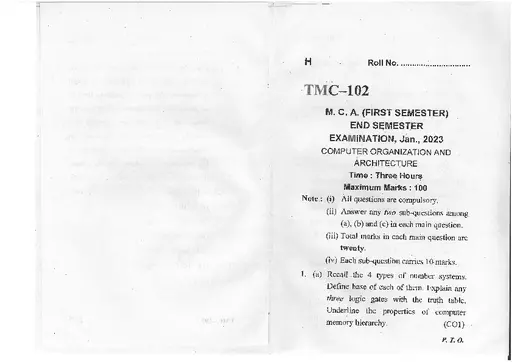 H Roll No. ..............................
TMC–102
M. C. A. (FIRST SEMESTER)
END SEMESTER
EXAMINATION, Jan., 2023
COMPUTER ORGANIZATION AND
ARCHITECTURE
Time : Three Hours
Maximum Marks : 100
Note : (i) All questions are compulsory.
(ii) Answer any two sub-questions among
(a), (b) and (c) in each main question.
(iii) Total marks in each main question are
twenty.
(iv) Each sub-question carries 10 marks.
1. (a) Recall the 4 types of number systems.
Define base of each of them. Explain any
three logic gates with the truth table.
Underline the properties of computer
memory hierarchy. (CO1)
P. T. O.